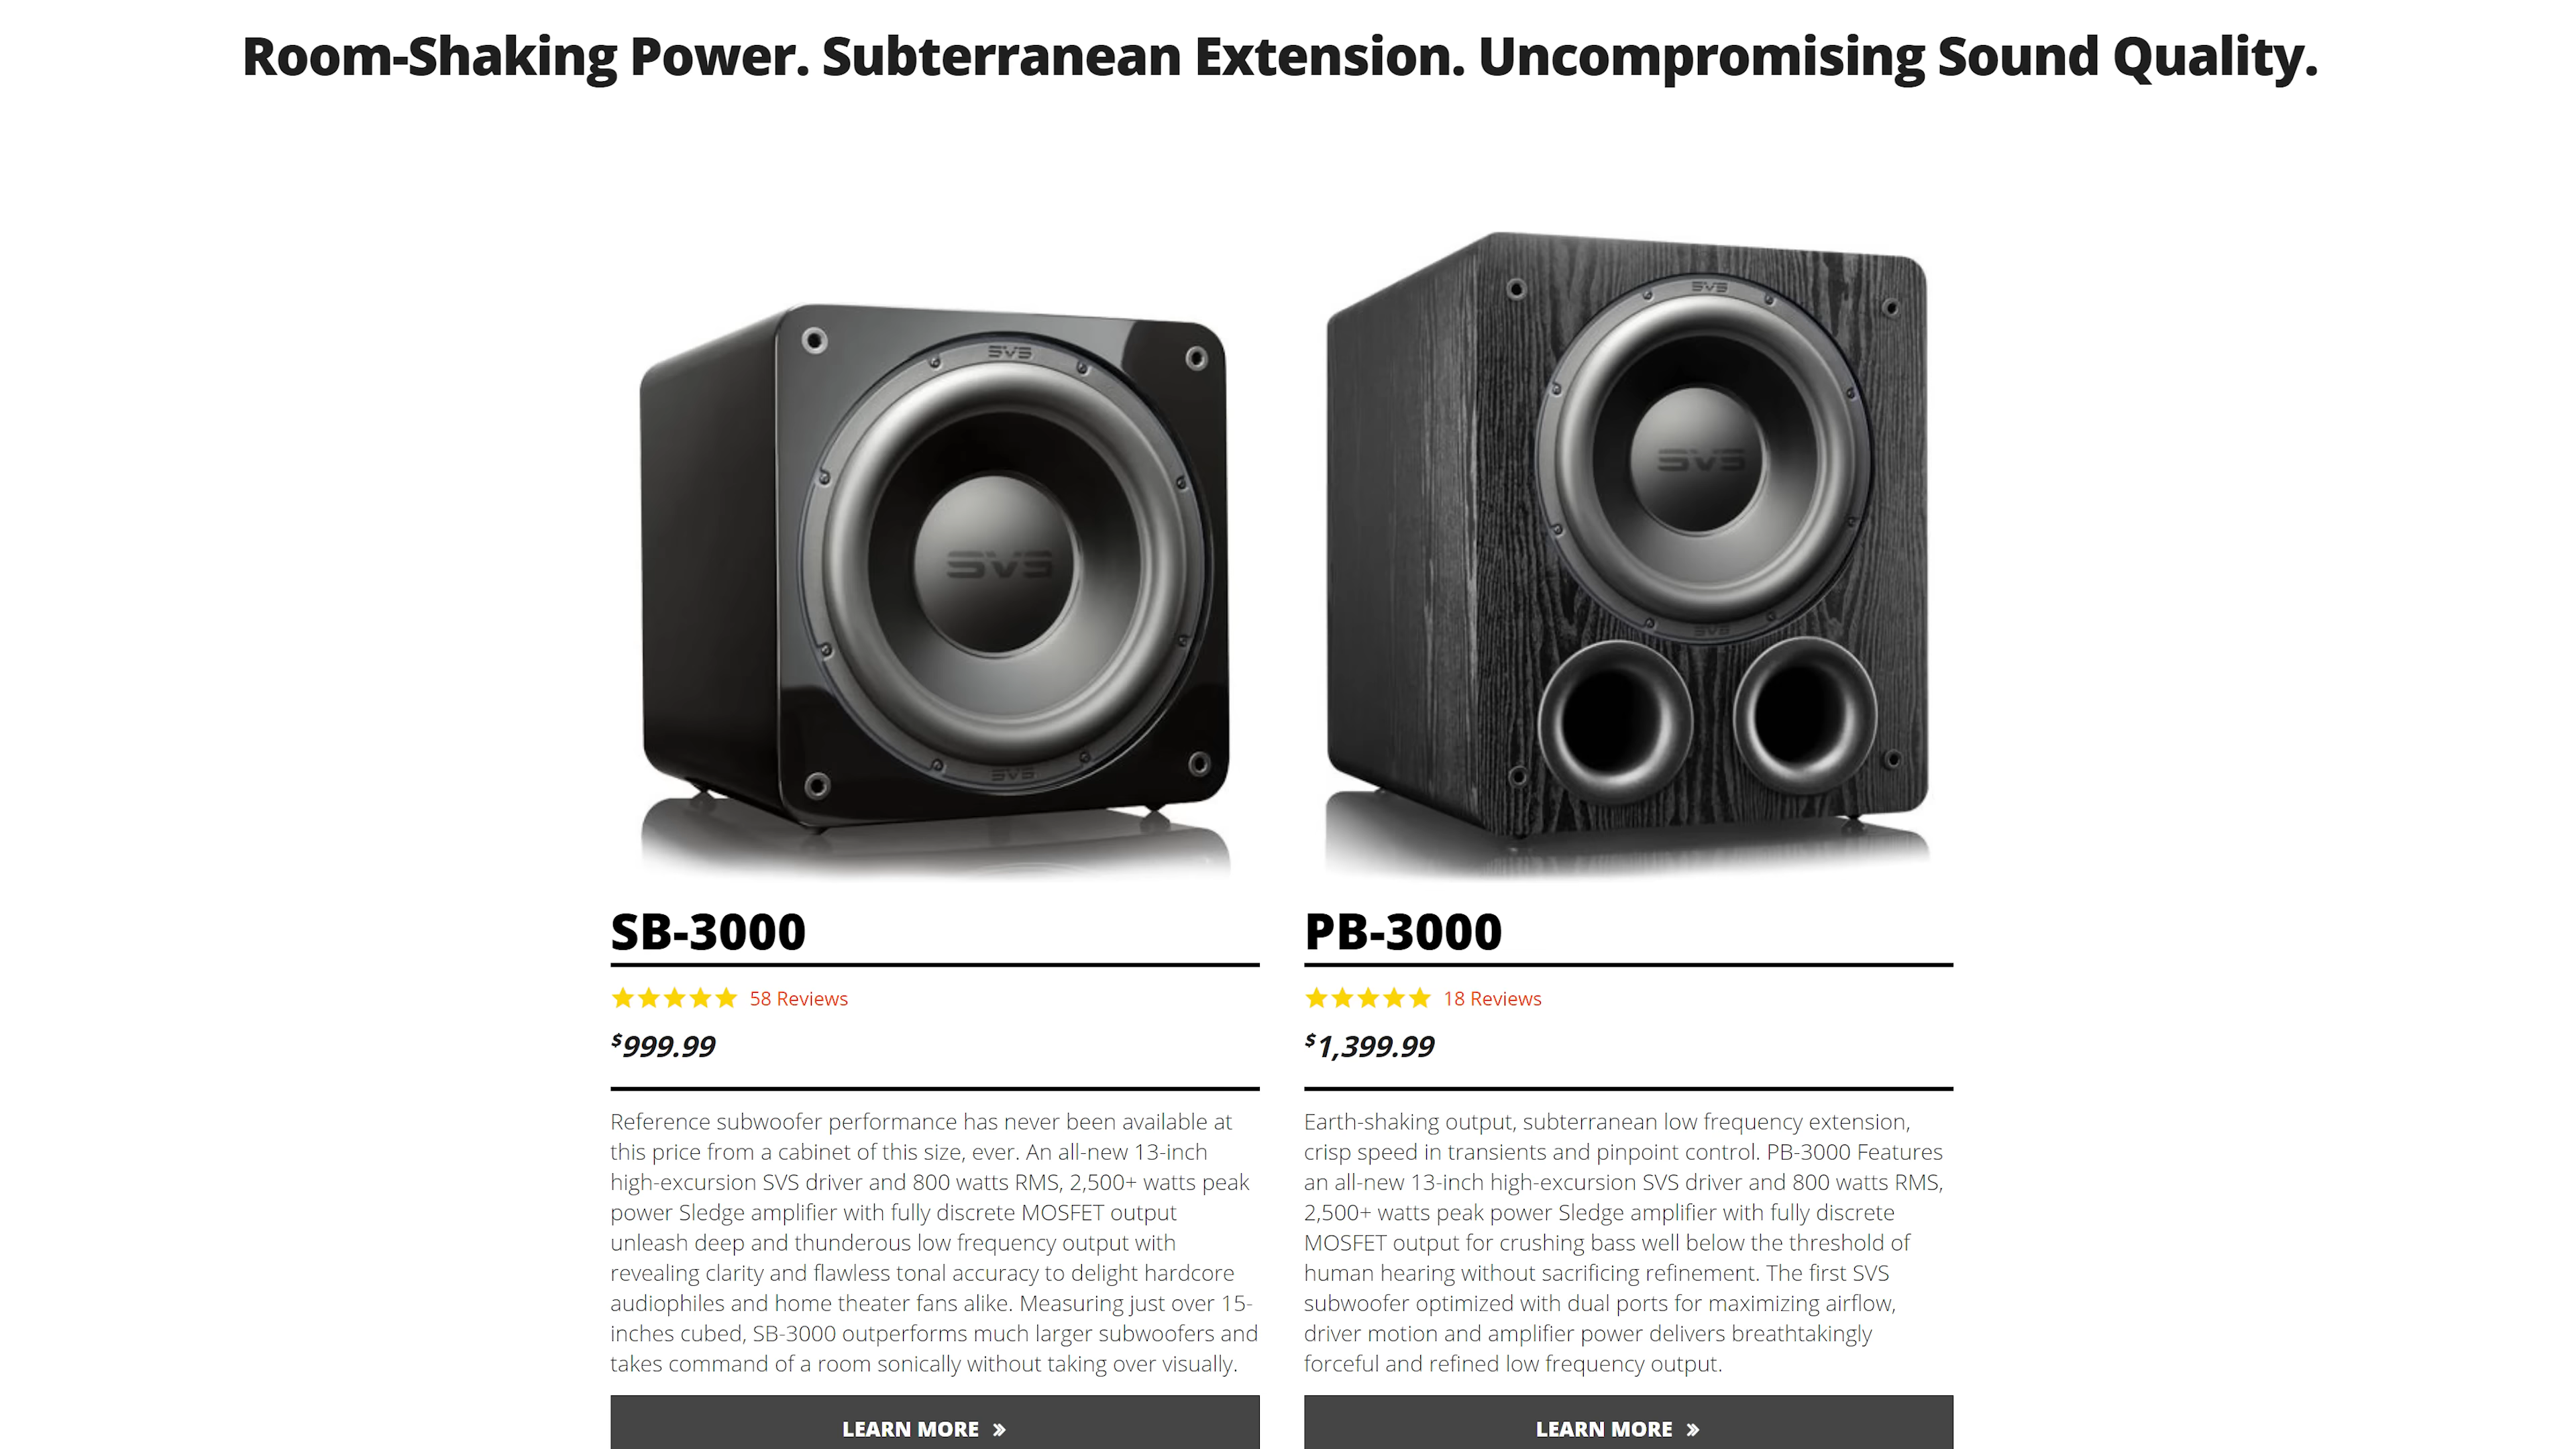 Room-Shaking Power. Subterranean Extension. Uncompromising Sound Quality.
SVS
SVS
SVS
SVS
SVS
SVS
SB-3000
58 Reviews
$999.99
Reference subwoofer performance has never been available at
this price from a cabinet of this size, ever. An all-new 13-inch
high-excursion SVS driver and 800 watts RMS, 2,500+ watts peak
power Sledge amplifier with fully discrete MOSFET output
unleash deep and thunderous low frequency output with
revealing clarity and flawless tonal accuracy to delight hardcore
audiophiles and home theater fans alike. Measuring just over 15-
inches cubed, SB-3000 outperforms much larger subwoofers and
takes command of a room sonically without taking over visually.
LEARN MORE »
PB-3000
18 Reviews
$1,399.99
Earth-shaking output, subterranean low frequency extension,
crisp speed in transients and pinpoint control. PB-3000 Features
an all-new 13-inch high-excursion SVS driver and 800 watts RMS,
2,500+ watts peak power Sledge amplifier with fully discrete
MOSFET output for crushing bass well below the threshold of
human hearing without sacrificing refinement. The first SVS
subwoofer optimized with dual ports for maximizing airflow,
driver motion and amplifier power delivers breathtakingly
forceful and refined low frequency output.
LEARN MORE »